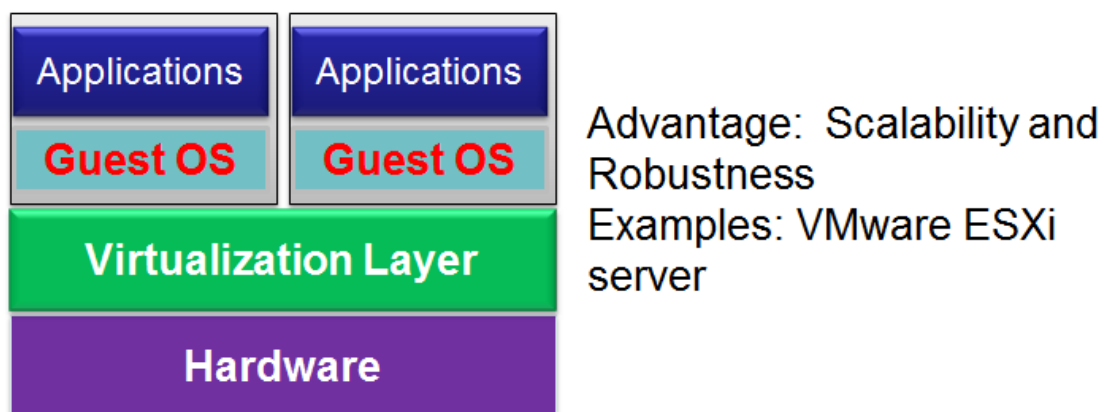 Applications Applications
Guest OS Guest OS
Virtualization Layer
Hardware
Advantage: Scalability and
Robustness
Examples: VMware ESXi
server